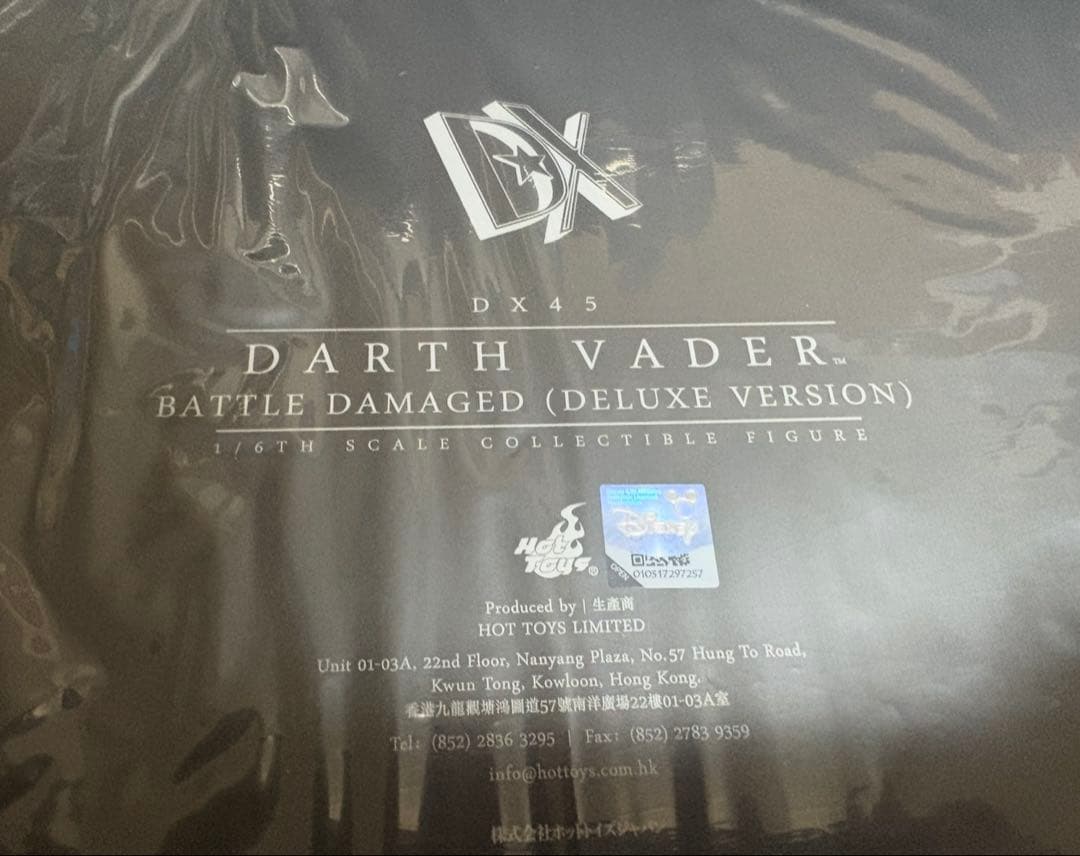 DX
DX45
DARTH VADER™
BATTLE DAMAGED (DELUXE VERSION)
1/6TH SCALE COLLECTIBLE FIGURE
Hot Toys®
Disney
OPEN
010517297257
Produced by | 生產商
HOT TOYS LIMITED
Unit 01-03A, 22nd Floor, Nanyang Plaza, No.57 Hung To Road,
Kwun Tong, Kowloon, Hong Kong.
香港九龍觀塘鴻圖道57號南洋廣場22樓01-03A室
Tel: (852) 2836 3295 | Fax: (852) 2783 9359
info@hottoys.com.hk
株式会社ホットトイズジャパン